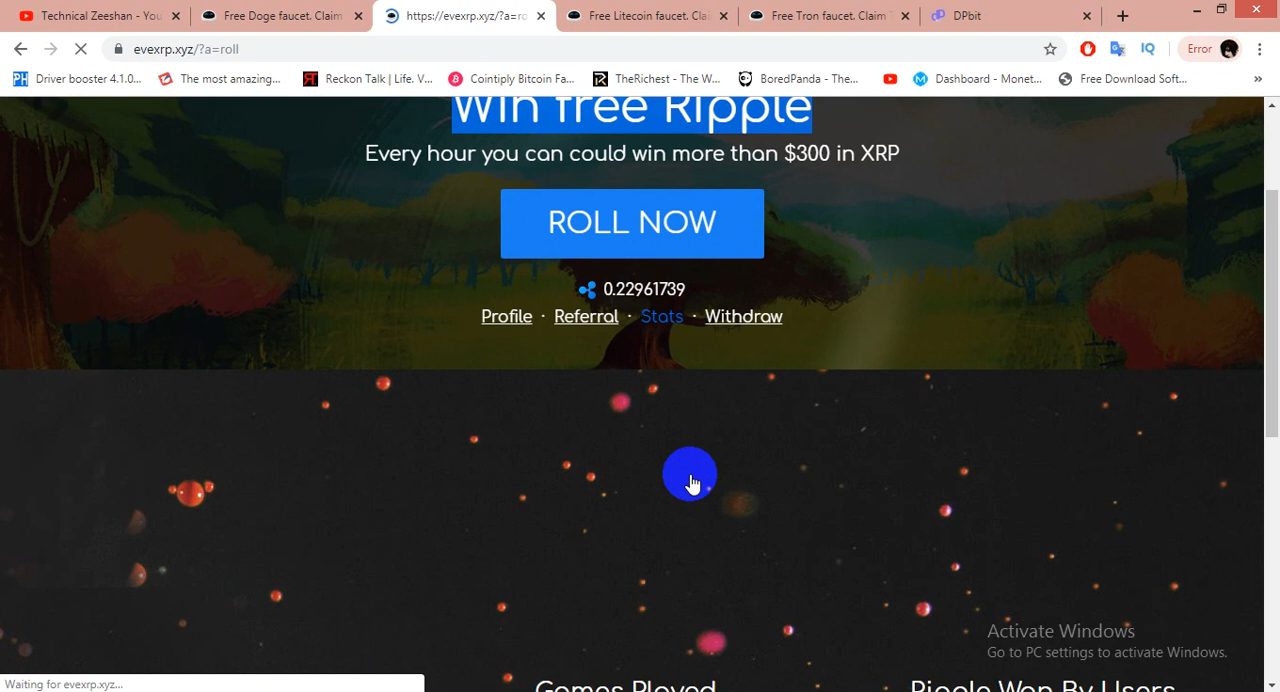 Technical Zeeshan - You
Free Doge faucet. Claim
https://evexrp.xyz/?a=ro
Free Litecoin faucet. Clai
Free Tron faucet. Claim
DPbit
evexrp.xyz/?a=roll
IQ
Error
PH Driver booster 4.1.0...
The most amazing...
Reckon Talk | Life. V...
Cointiply Bitcoin Fa...
TheRichest - The W...
BoredPanda - The...
Dashboard - Monet...
Free Download Soft...
Win free Ripple
Every hour you can could win more than $300 in XRP
ROLL NOW
0.22961739
Profile · Referral · Stats · Withdraw
Activate Windows
Go to PC settings to activate Windows.
Waiting for evexrp.xyz...
Games Played
Ripple Won By Users